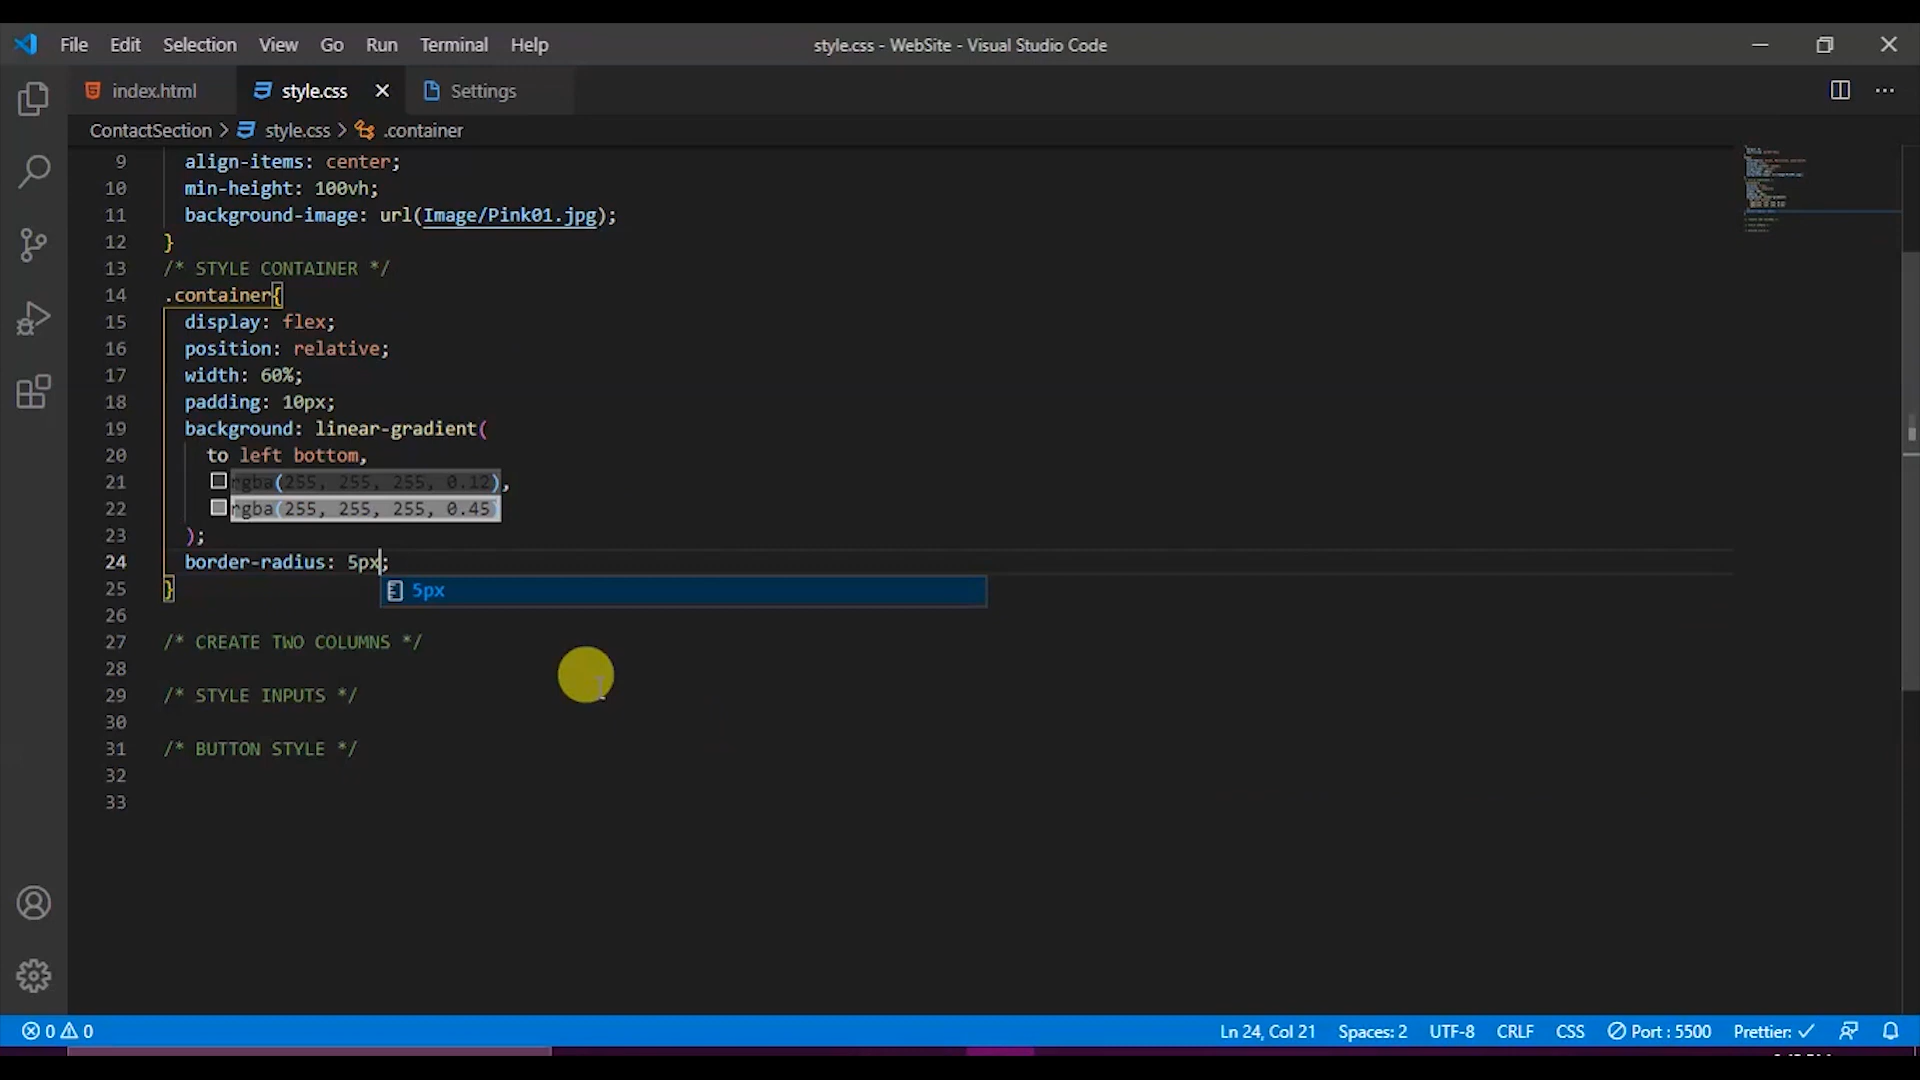 File Edit Selection View Go Run Terminal Help style.css - WebSite - Visual Studio Code
index.html style.css Settings
ContactSection > style.css > .container
9 align-items: center;
10 min-height: 100vh;
11 background-image: url(Image/Pink01.jpg);
12 }
13 /* STYLE CONTAINER */
14 .container{
15 display: flex;
16 position: relative;
17 width: 60%;
18 padding: 10px;
19 background: linear-gradient(
20 to left bottom,
21 rgba(255, 255, 255, 0.12),
22 rgba(255, 255, 255, 0.45)
23 );
24 border-radius: 5px;
25 }
5px
26
27 /* CREATE TWO COLUMNS */
28
29 /* STYLE INPUTS */
30
31 /* BUTTON STYLE */
32
33
0 0 Ln 24, Col 21 Spaces: 2 UTF-8 CRLF CSS Port : 5500 Prettier: ✓